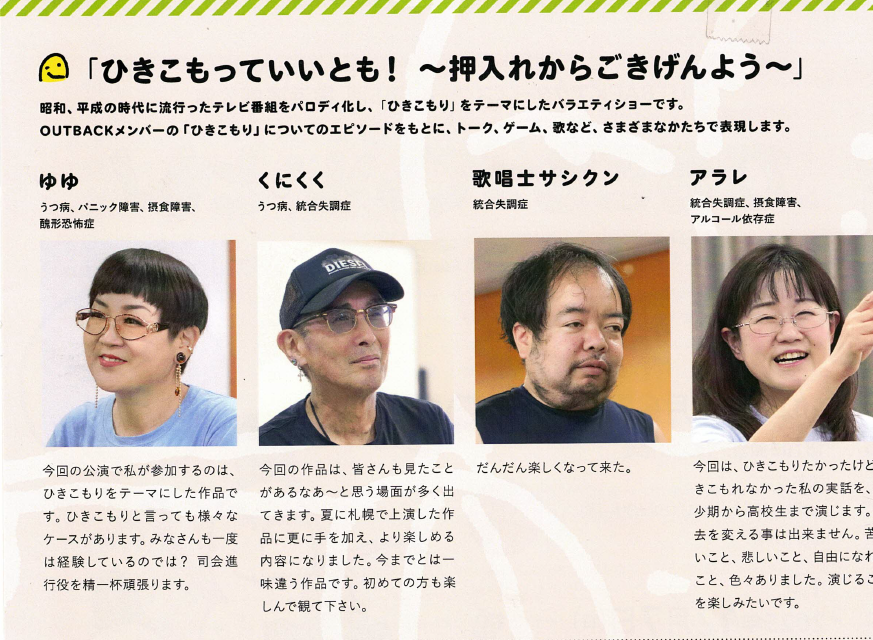 「ひきこもっていいとも！ 〜押入れからごきげんよう〜」
昭和、平成の時代に流行ったテレビ番組をパロディ化し、「ひきこもり」をテーマにしたバラエティショーです。
OUTBACKメンバーの「ひきこもり」についてのエピソードをもとに、トーク、ゲーム、歌など、さまざまなかたちで表現します。
ゆゆ
うつ病、パニック障害、摂食障害、
醜形恐怖症
今回の公演で私が参加するのは、
ひきこもりをテーマにした作品で
す。ひきこもりと言っても様々な
ケースがあります。みなさんも一度
は経験しているのでは？ 司会進
行役を精一杯頑張ります。
くにくく
うつ病、統合失調症
DIESEL
今回の作品は、皆さんも見たこと
があるなあ〜と思う場面が多く出
てきます。夏に札幌で上演した作
品に更に手を加え、より楽しめる
内容になりました。今までとは一
味違う作品です。初めての方も楽
しんで観て下さい。
歌唱士サシクン
統合失調症
だんだん楽しくなって来た。
アラレ
統合失調症、摂食障害、
アルコール依存症
今回は、ひきこもりたかったけど
きこもれなかった私の実話を、
少期から高校生まで演じます。
去を変える事は出来ません。苦
いこと、悲しいこと、自由になれ
こと、色々ありました。演じるこ
を楽しみたいです。